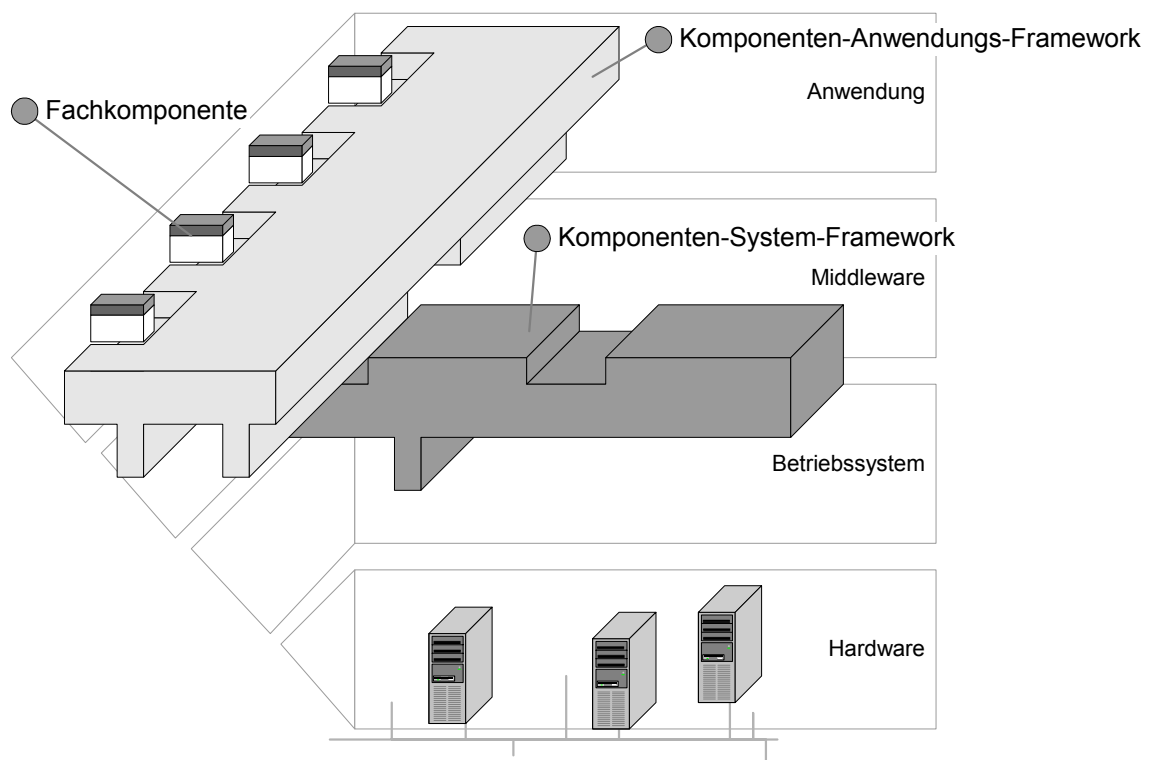 Komponenten-Anwendungs-Framework
Anwendung
Fachkomponente
Komponenten-System-Framework
Middleware
Betriebssystem
Hardware